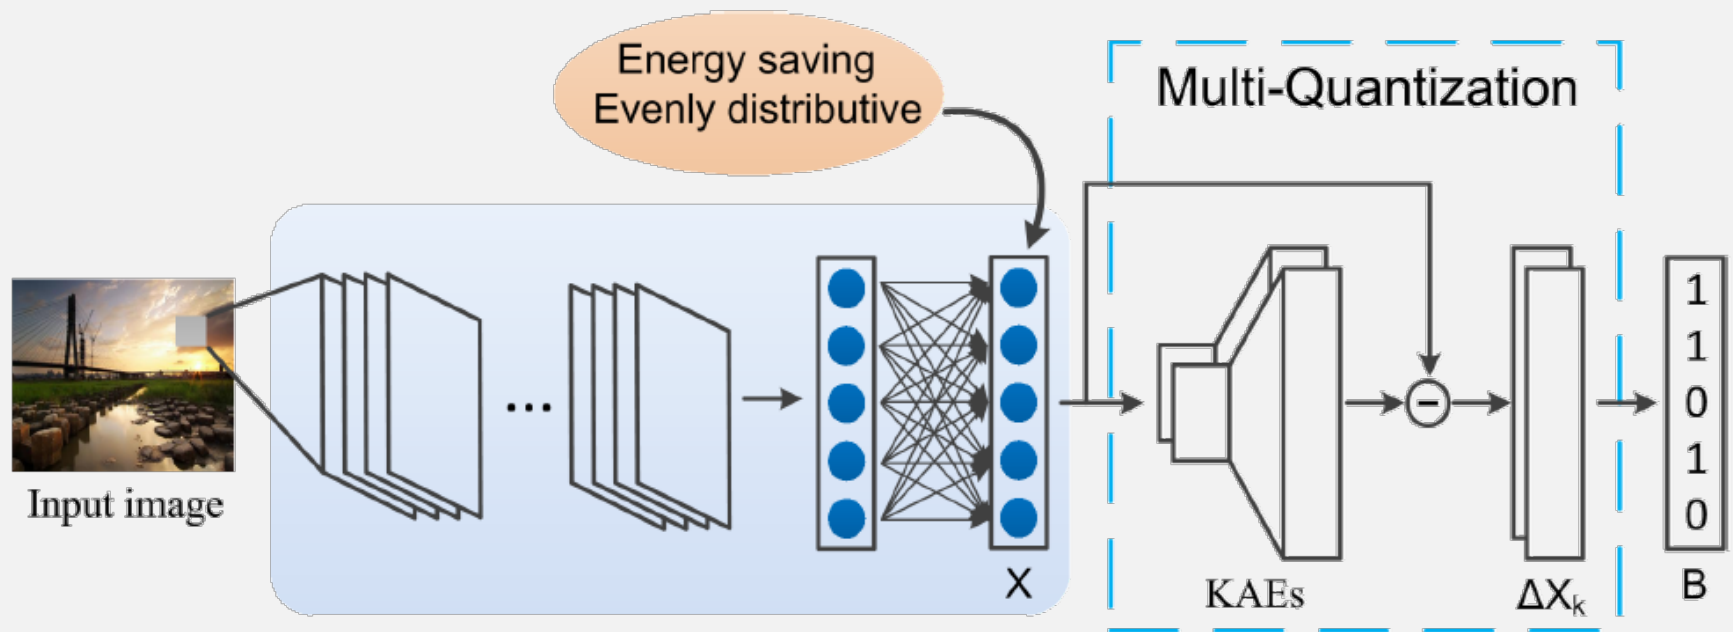 Energy saving
Evenly distributive
Multi-Quantization
Input image
...
X
KAEs
-
ΔXk
1
1
0
1
0
B